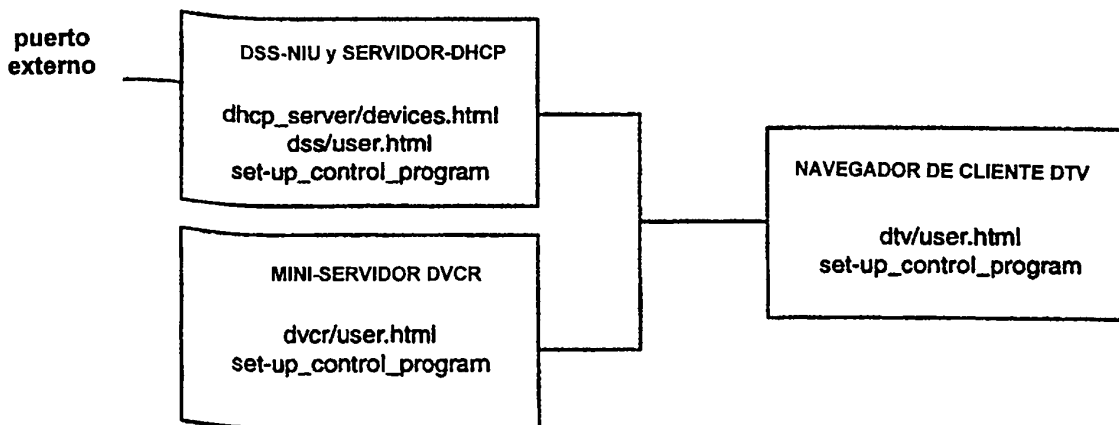 puerto
externo
DSS-NIU y SERVIDOR-DHCP
dhcp_server/devices.html
dss/user.html
set-up_control_program
MINI-SERVIDOR DVCR
dvcr/user.html
set-up_control_program
NAVEGADOR DE CLIENTE DTV
dtv/user.html
set-up_control_program